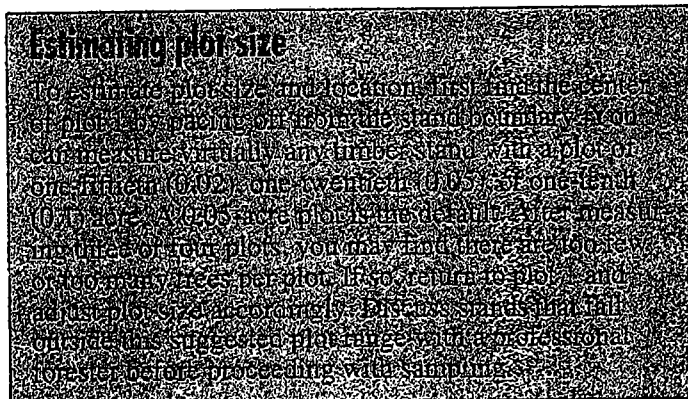 Estimating plot size
To estimate plot size and location, first find the center
of plot 1 by pacing off from the stand boundary. You
can measure virtually any timber stand with a plot of
one-fiftieth (0.02), one-twentieth (0.05), or one-tenth
(0.1) acre. A 0.05-acre plot is the default. After measur-
ing three or four plots, you may find there are too few
or too many trees per plot. If so, return to plot 1 and
adjust plot size accordingly. Discuss stands that fall
outside this suggested plot range with a professional
forester before proceeding with sampling.